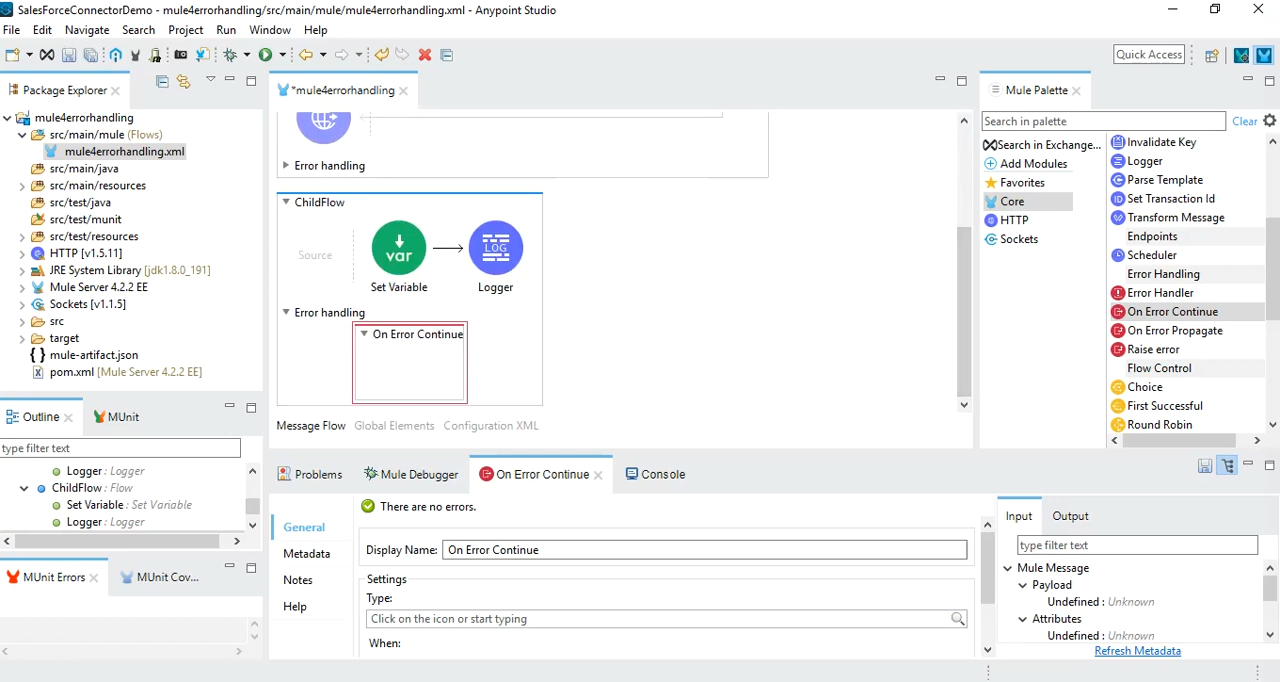 SalesForceConnectorDemo - mule4errorhandling/src/main/mule/mule4errorhandling.xml - Anypoint Studio
File Edit Navigate Search Project Run Window Help
Quick Access
Package Explorer
mule4errorhandling
src/main/mule (Flows)
mule4errorhandling.xml
src/main/java
src/main/resources
src/test/java
src/test/munit
src/test/resources
HTTP [v1.5.11]
JRE System Library [jdk1.8.0_191]
Mule Server 4.2.2 EE
Sockets [v1.1.5]
src
target
mule-artifact.json
pom.xml [Mule Server 4.2.2 EE]
Outline MUnit
type filter text
Logger : Logger
ChildFlow : Flow
Set Variable : Set Variable
Logger : Logger
MUnit Errors MUnit Cov...
*mule4errorhandling
Error handling
ChildFlow
Source
var
LOG
Set Variable Logger
Error handling
On Error Continue
Message Flow Global Elements Configuration XML
Mule Palette
Search in palette Clear
Search in Exchange...
Add Modules
Favorites
Core
HTTP
Sockets
Invalidate Key
Logger
Parse Template
Set Transaction Id
Transform Message
Endpoints
Scheduler
Error Handling
Error Handler
On Error Continue
On Error Propagate
Raise error
Flow Control
Choice
First Successful
Round Robin
Problems Mule Debugger On Error Continue Console
There are no errors.
General
Metadata
Notes
Help
Display Name: On Error Continue
Settings
Type:
Click on the icon or start typing
When:
Input Output
type filter text
Mule Message
Payload
Undefined : Unknown
Attributes
Undefined : Unknown
Refresh Metadata